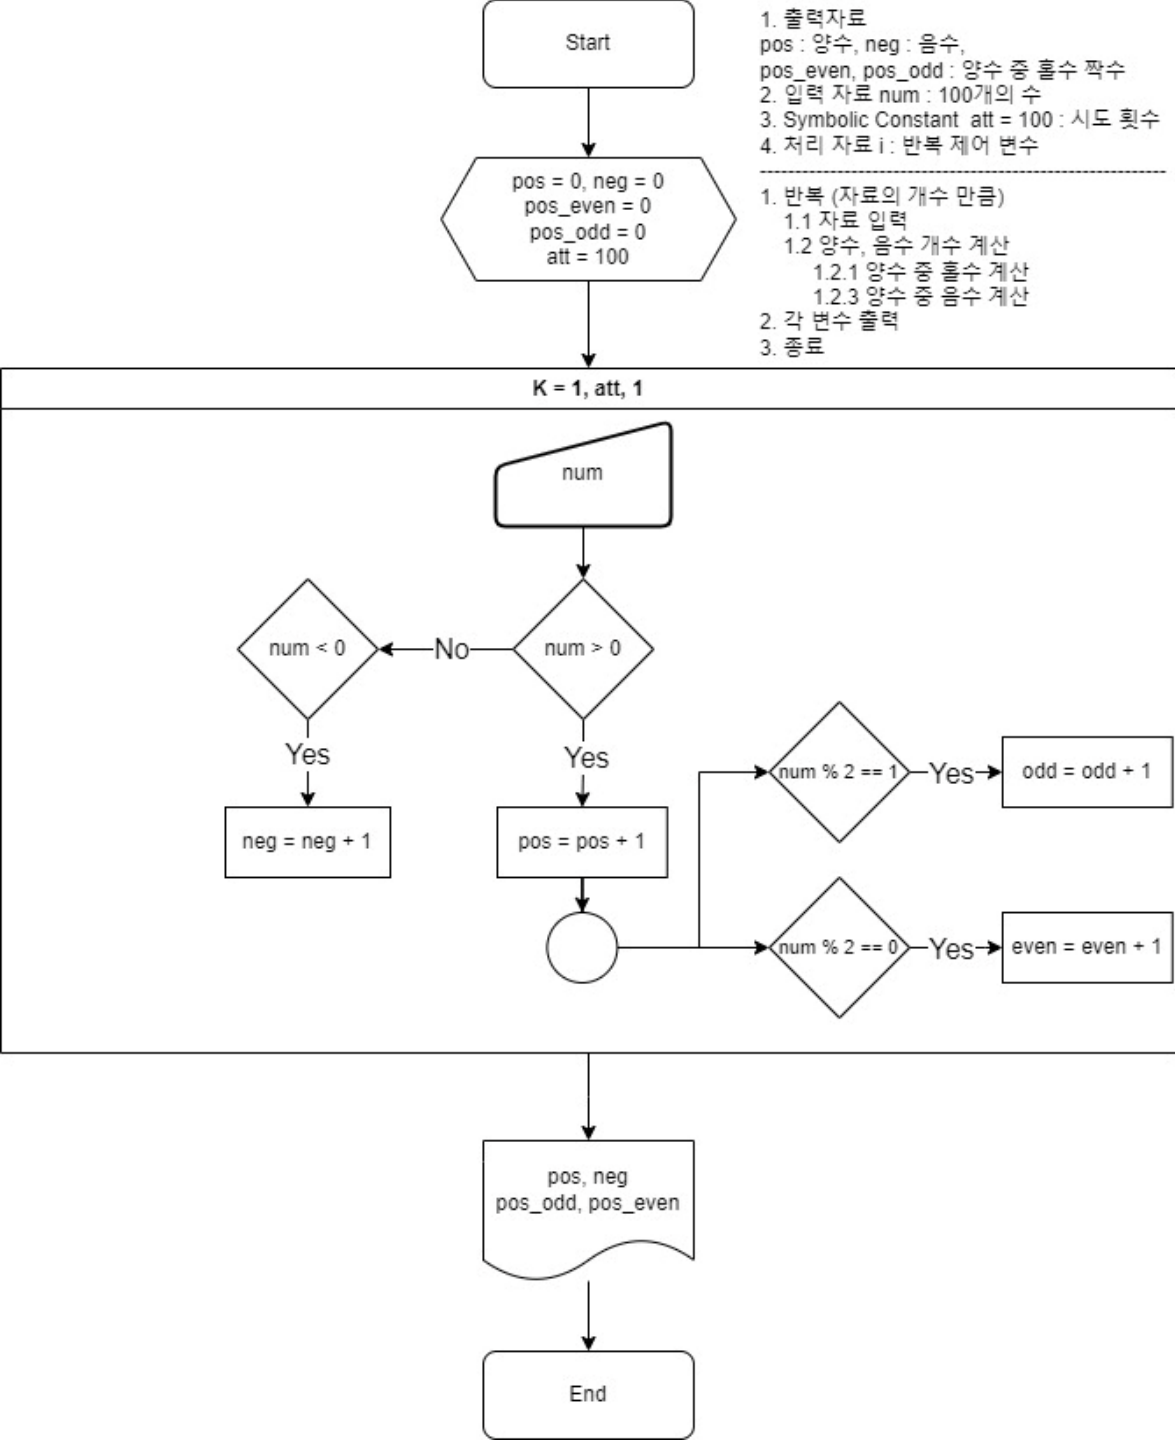 Start
1. 출력자료
pos : 양수, neg : 음수,
pos_even, pos_odd : 양수 중 홀수 짝수
2. 입력 자료 num : 100개의 수
3. Symbolic Constant att = 100 : 시도 횟수
4. 처리 자료 i : 반복 제어 변수
1. 반복 (자료의 개수 만큼)
1.1 자료 입력
1.2 양수, 음수 개수 계산
1.2.1 양수 중 홀수 계산
1.2.3 양수 중 음수 계산
2. 각 변수 출력
3. 종료
pos = 0, neg = 0
pos_even = 0
pos_odd = 0
att = 100
K = 1, att, 1
num
num < 0
No
num > 0
Yes
Yes
num % 2 == 1
Yes
odd = odd + 1
neg = neg + 1
pos = pos + 1
num % 2 == 0
Yes
even = even + 1
pos, neg
pos_odd, pos_even
End